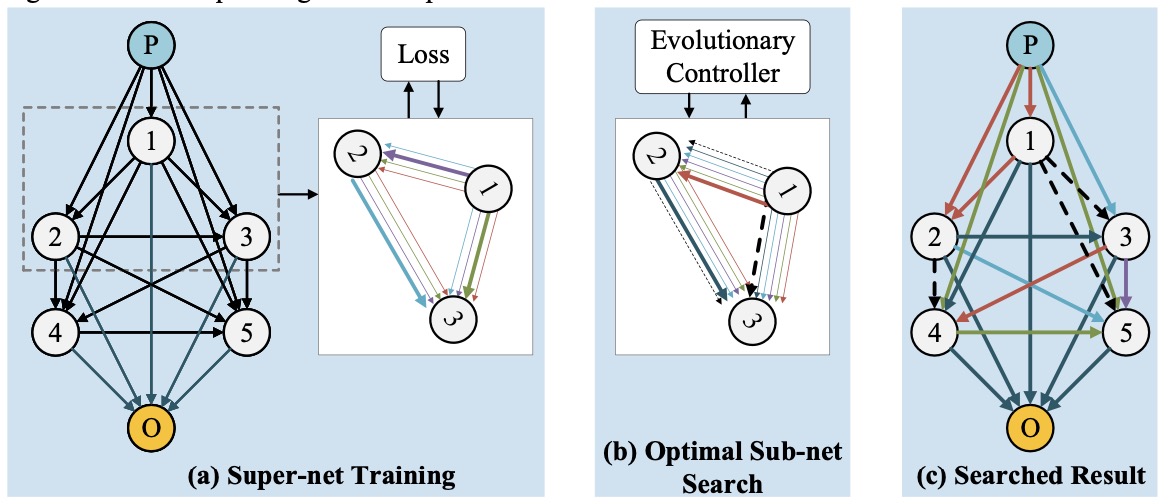 P
1
2
3
4
5
O
Loss
2
1
3
(a) Super-net Training
Evolutionary
Controller
2
1
3
(b) Optimal Sub-net
Search
P
1
2
3
4
5
O
(c) Searched Result